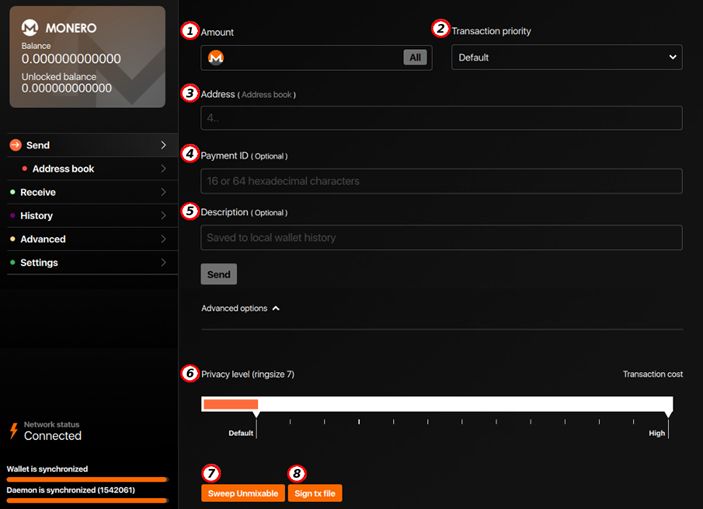 MONERO
Balance
0.000000000000
Unlocked balance
0.000000000000
Send
Address book
Receive
History
Advanced
Settings
Network status
Connected
Wallet is synchronized
Daemon is synchronized (1542061)
1 Amount
All
2 Transaction priority
Default
3 Address ( Address book )
4..
4 Payment ID ( Optional )
16 or 64 hexadecimal characters
5 Description ( Optional )
Saved to local wallet history
Send
Advanced options
6 Privacy level (ringsize 7)
Transaction cost
Default
High
7
8
Sweep Unmixable
Sign tx file